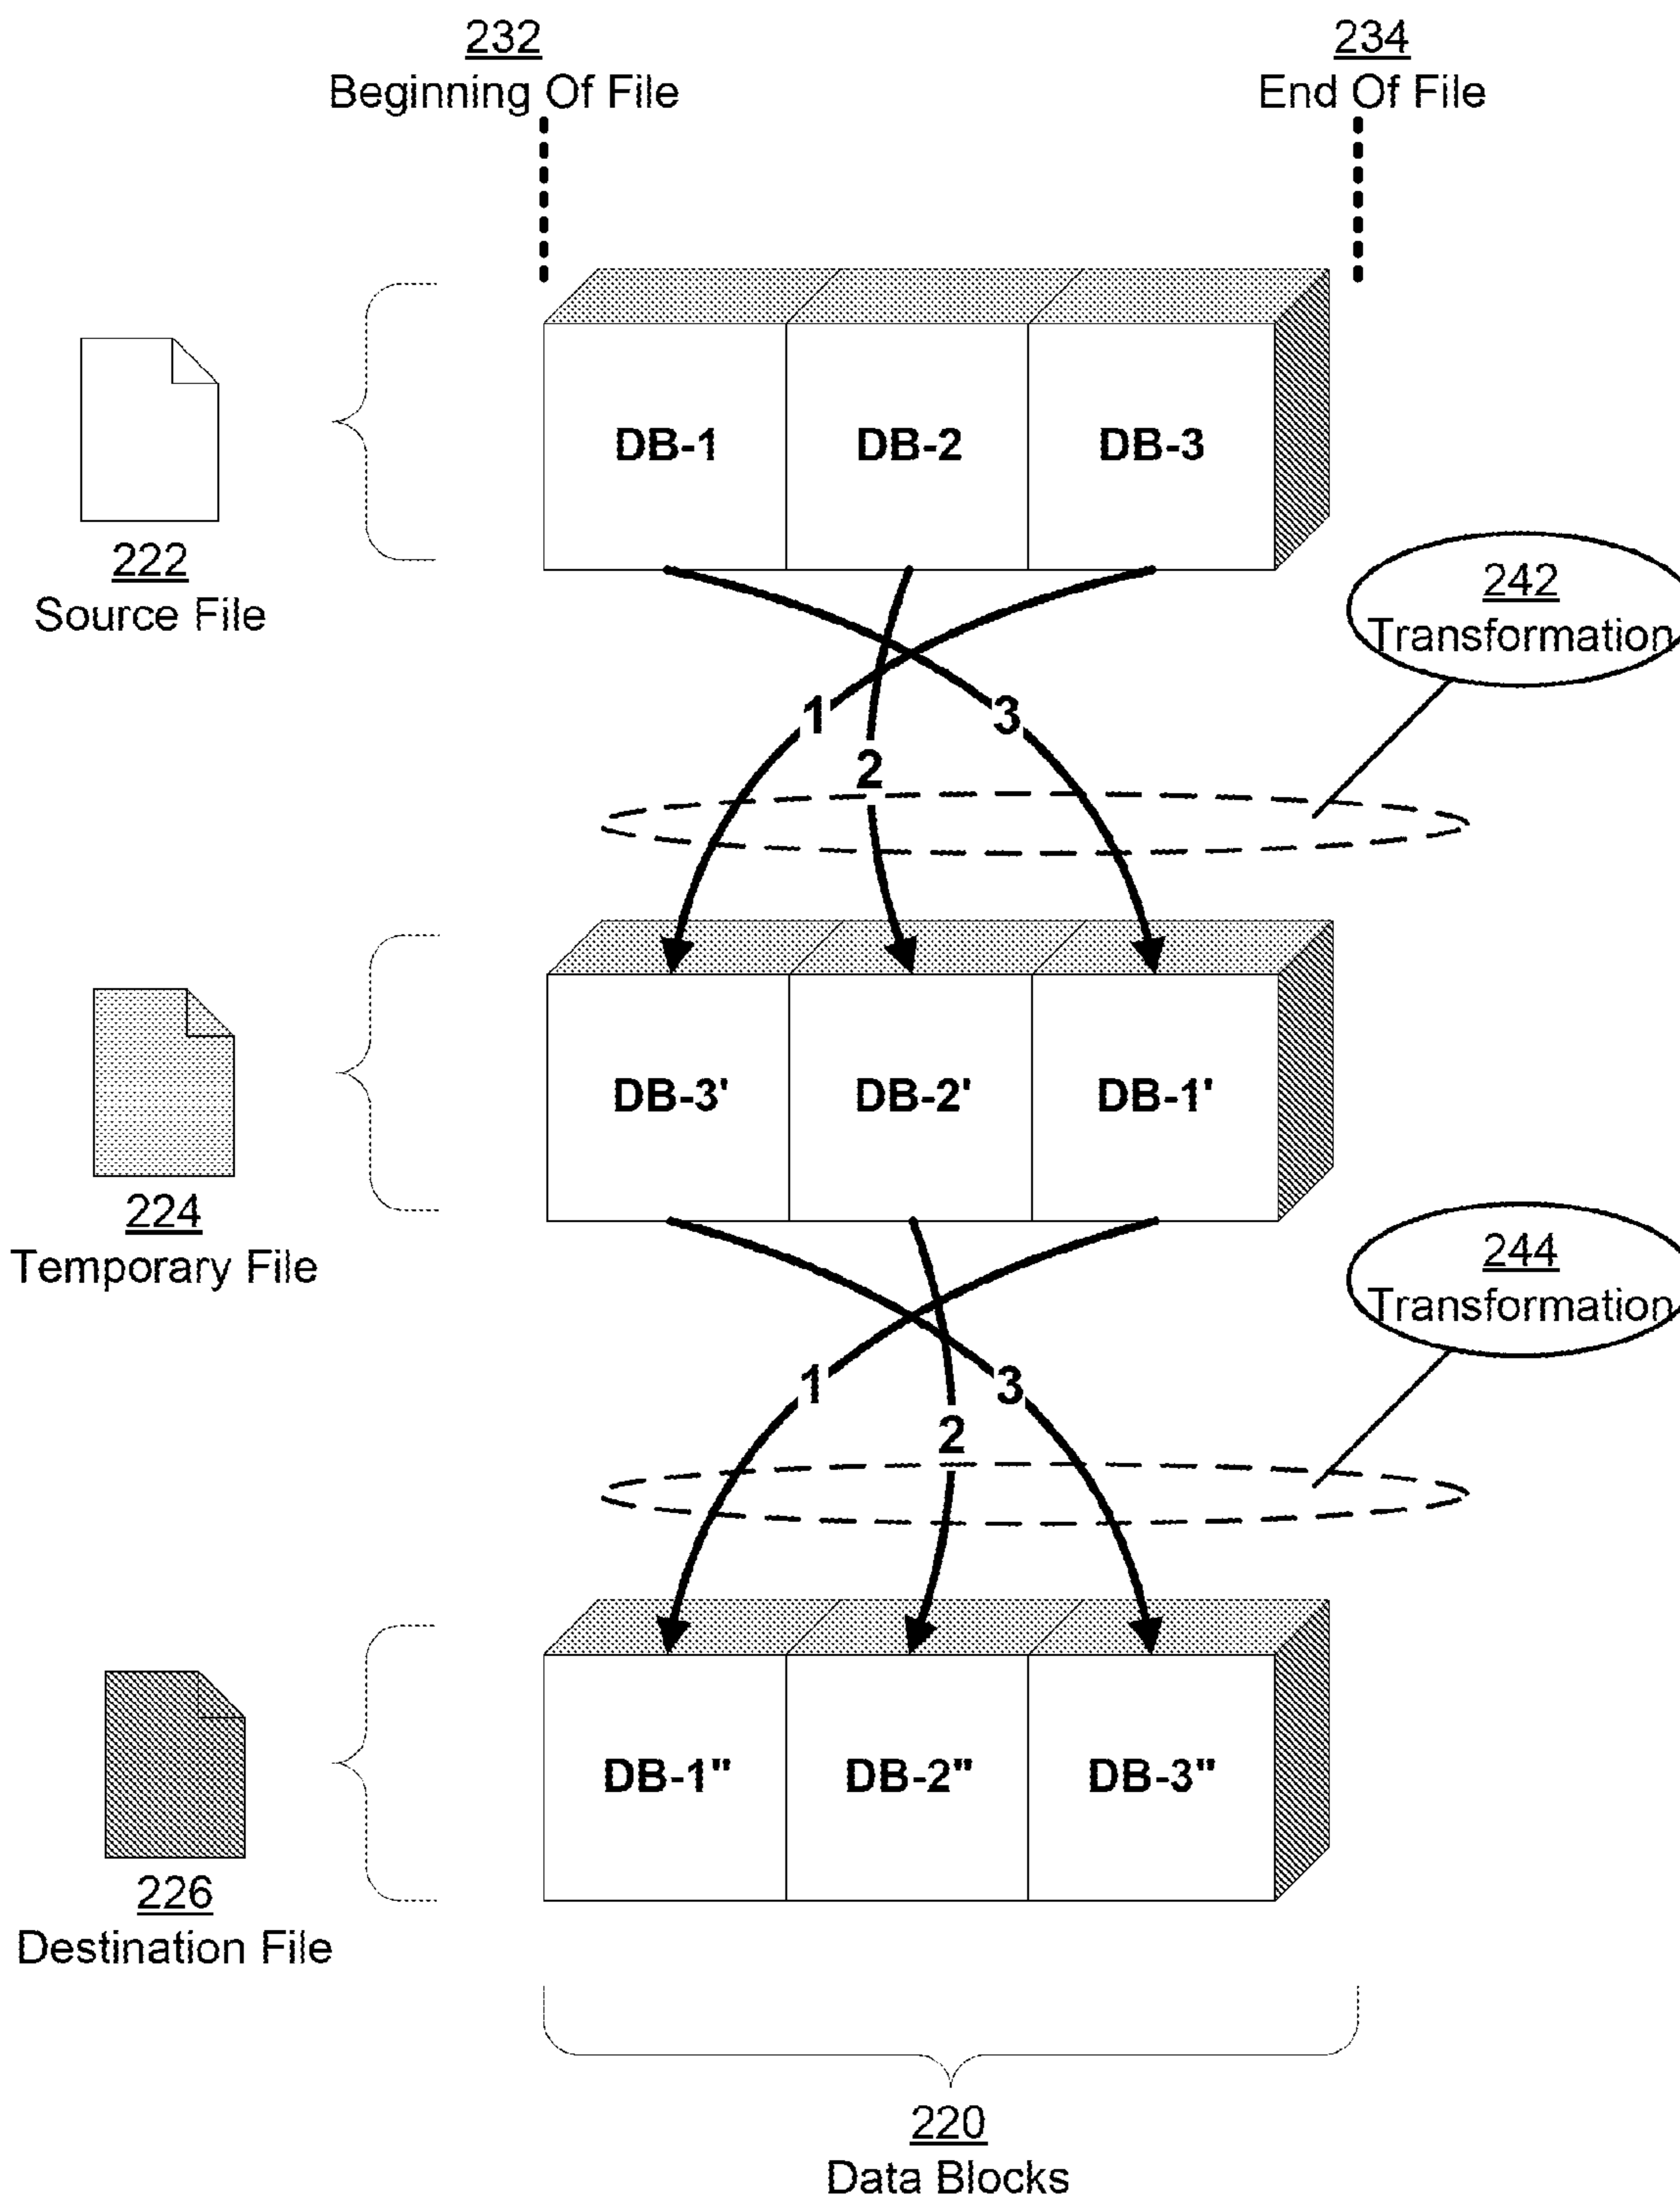 232
Beginning Of File
234
End Of File
DB-1
DB-2
DB-3
222
Source File
242
Transformation
1
3
2
DB-3'
DB-2'
DB-1'
224
Temporary File
244
Transformation
1
3
2
DB-1"
DB-2"
DB-3"
226
Destination File
220
Data Blocks